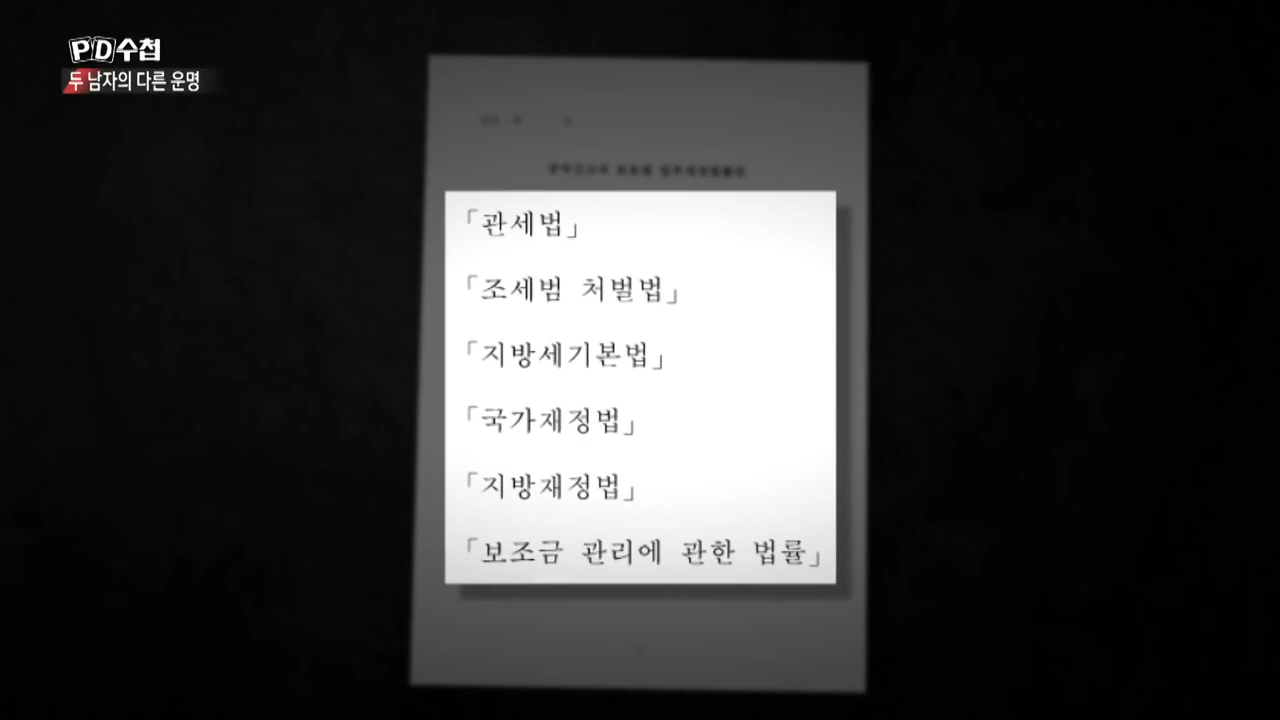 PD수첩
두 남자의 다른 운명
「관세법」
「조세범 처벌법」
「지방세기본법」
「국가재정법」
「지방재정법」
「보조금 관리에 관한 법률」